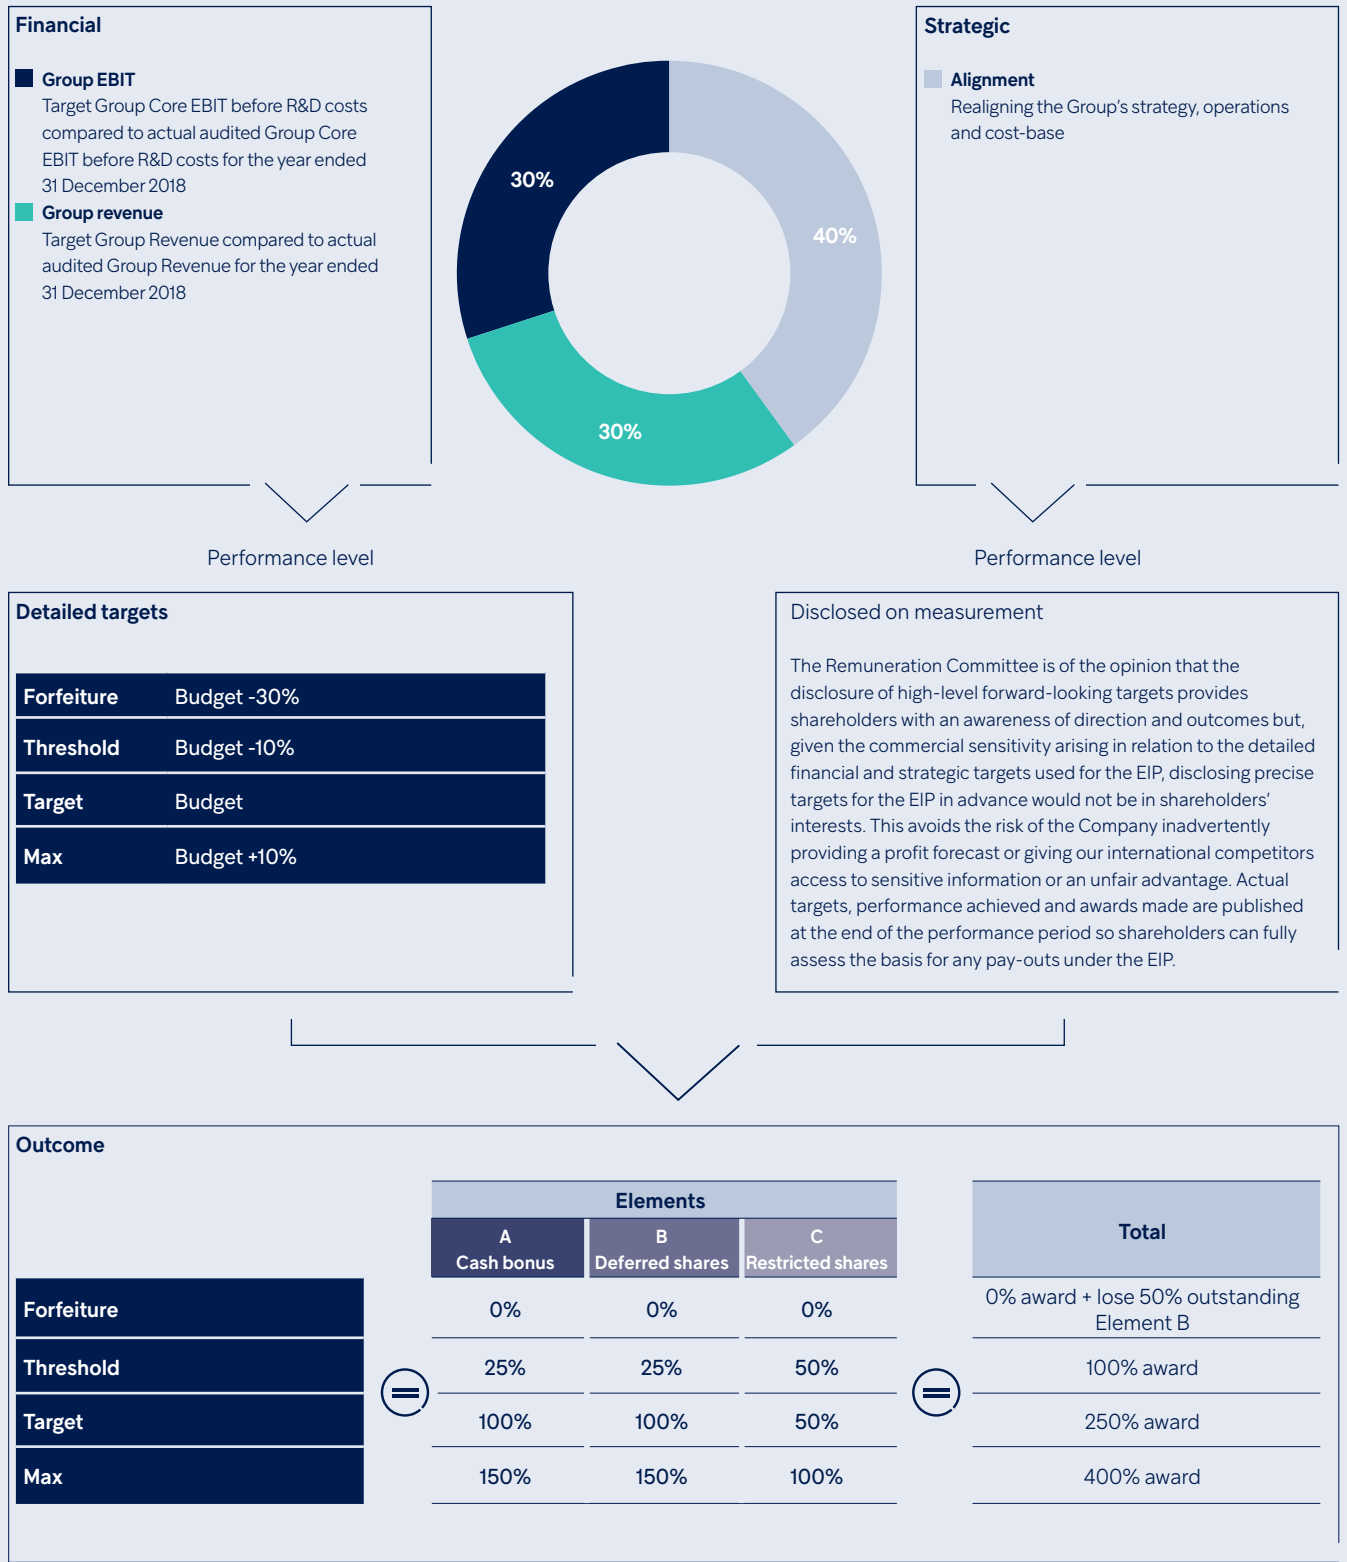 Financial
Group EBIT
Target Group Core EBIT before R&D costs
compared to actual audited Group Core
EBIT before R&D costs for the year ended
31 December 2018
Group revenue
Target Group Revenue compared to actual
audited Group Revenue for the year ended
31 December 2018
30%
40%
30%
Strategic
Alignment
Realigning the Group's strategy, operations
and cost-base
Performance level
Performance level
Detailed targets
Forfeiture Budget -30%
Threshold Budget -10%
Target Budget
Max Budget +10%
Disclosed on measurement
The Remuneration Committee is of the opinion that the
disclosure of high-level forward-looking targets provides
shareholders with an awareness of direction and outcomes but,
given the commercial sensitivity arising in relation to the detailed
financial and strategic targets used for the EIP, disclosing precise
targets for the EIP in advance would not be in shareholders'
interests. This avoids the risk of the Company inadvertently
providing a profit forecast or giving our international competitors
access to sensitive information or an unfair advantage. Actual
targets, performance achieved and awards made are published
at the end of the performance period so shareholders can fully
assess the basis for any pay-outs under the EIP.
Outcome
Elements
Total
A B C
Cash bonus Deferred shares Restricted shares
Forfeiture 0% 0% 0% 0% award + lose 50% outstanding
Element B
Threshold 25% 25% 50% 100% award
Target 100% 100% 50% 250% award
Max 150% 150% 100% 400% award